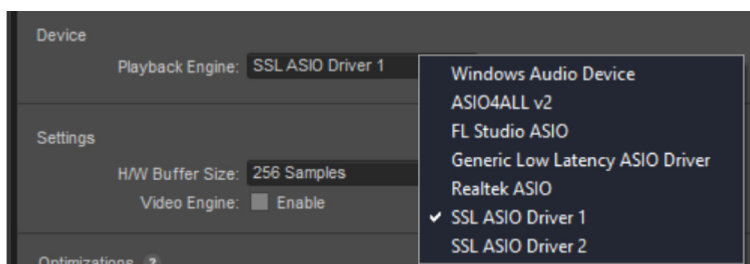 Device
Playback Engine: SSL ASIO Driver 1
Windows Audio Device
ASIO4ALL v2
FL Studio ASIO
Generic Low Latency ASIO Driver
Realtek ASIO
✓ SSL ASIO Driver 1
SSL ASIO Driver 2
Settings
H/W Buffer Size: 256 Samples
Video Engine: Enable
Optimizations ?